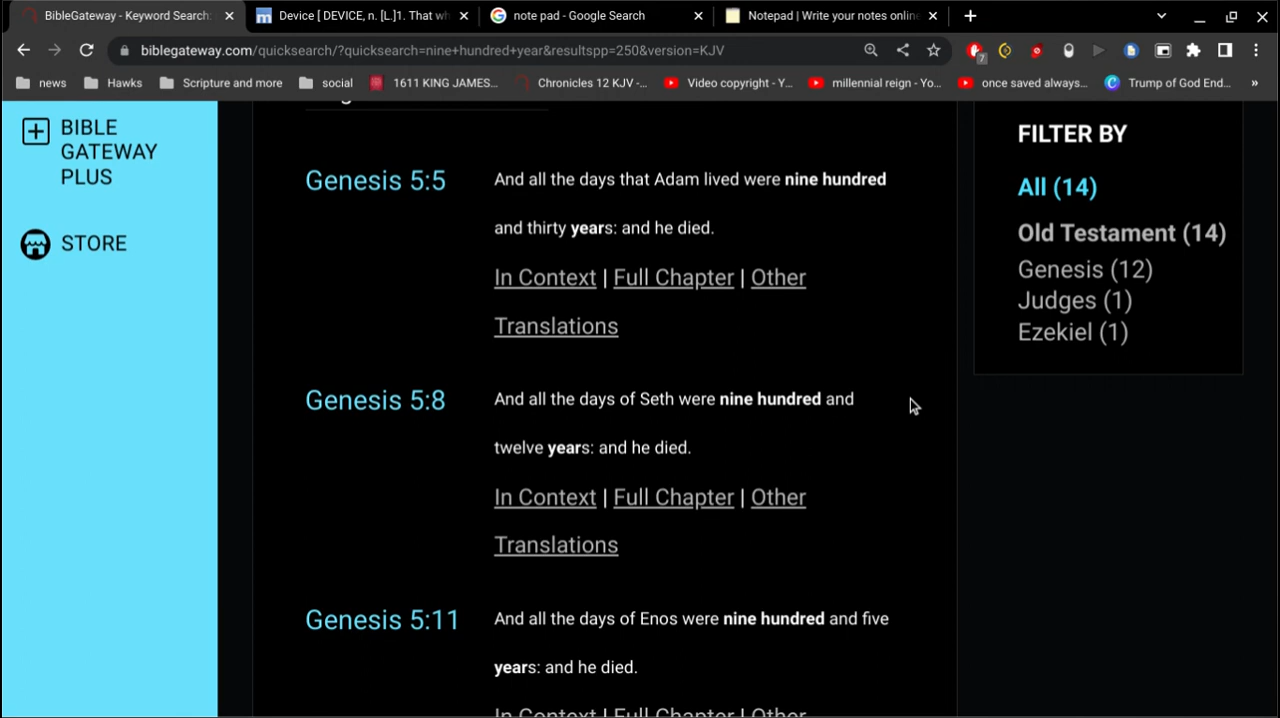 BibleGateway - Keyword Search:
Device [ DEVICE, n. [L.]1. That w
note pad - Google Search
Notepad | Write your notes online
biblegateway.com/quicksearch/?quicksearch=nine+hundred+year&resultspp=250&version=KJV
7
news
Hawks
Scripture and more
social
1611 KING JAMES...
Chronicles 12 KJV -...
Video copyright - Y...
millennial reign - Yo...
once saved always...
Trump of God End...
»
BIBLE
GATEWAY
PLUS
STORE
Genesis 5:5
And all the days that Adam lived were nine hundred
and thirty years: and he died.
In Context | Full Chapter | Other
Translations
Genesis 5:8
And all the days of Seth were nine hundred and
twelve years: and he died.
In Context | Full Chapter | Other
Translations
Genesis 5:11
And all the days of Enos were nine hundred and five
years: and he died.
In Context | Full Chapter | Other
FILTER BY
All (14)
Old Testament (14)
Genesis (12)
Judges (1)
Ezekiel (1)